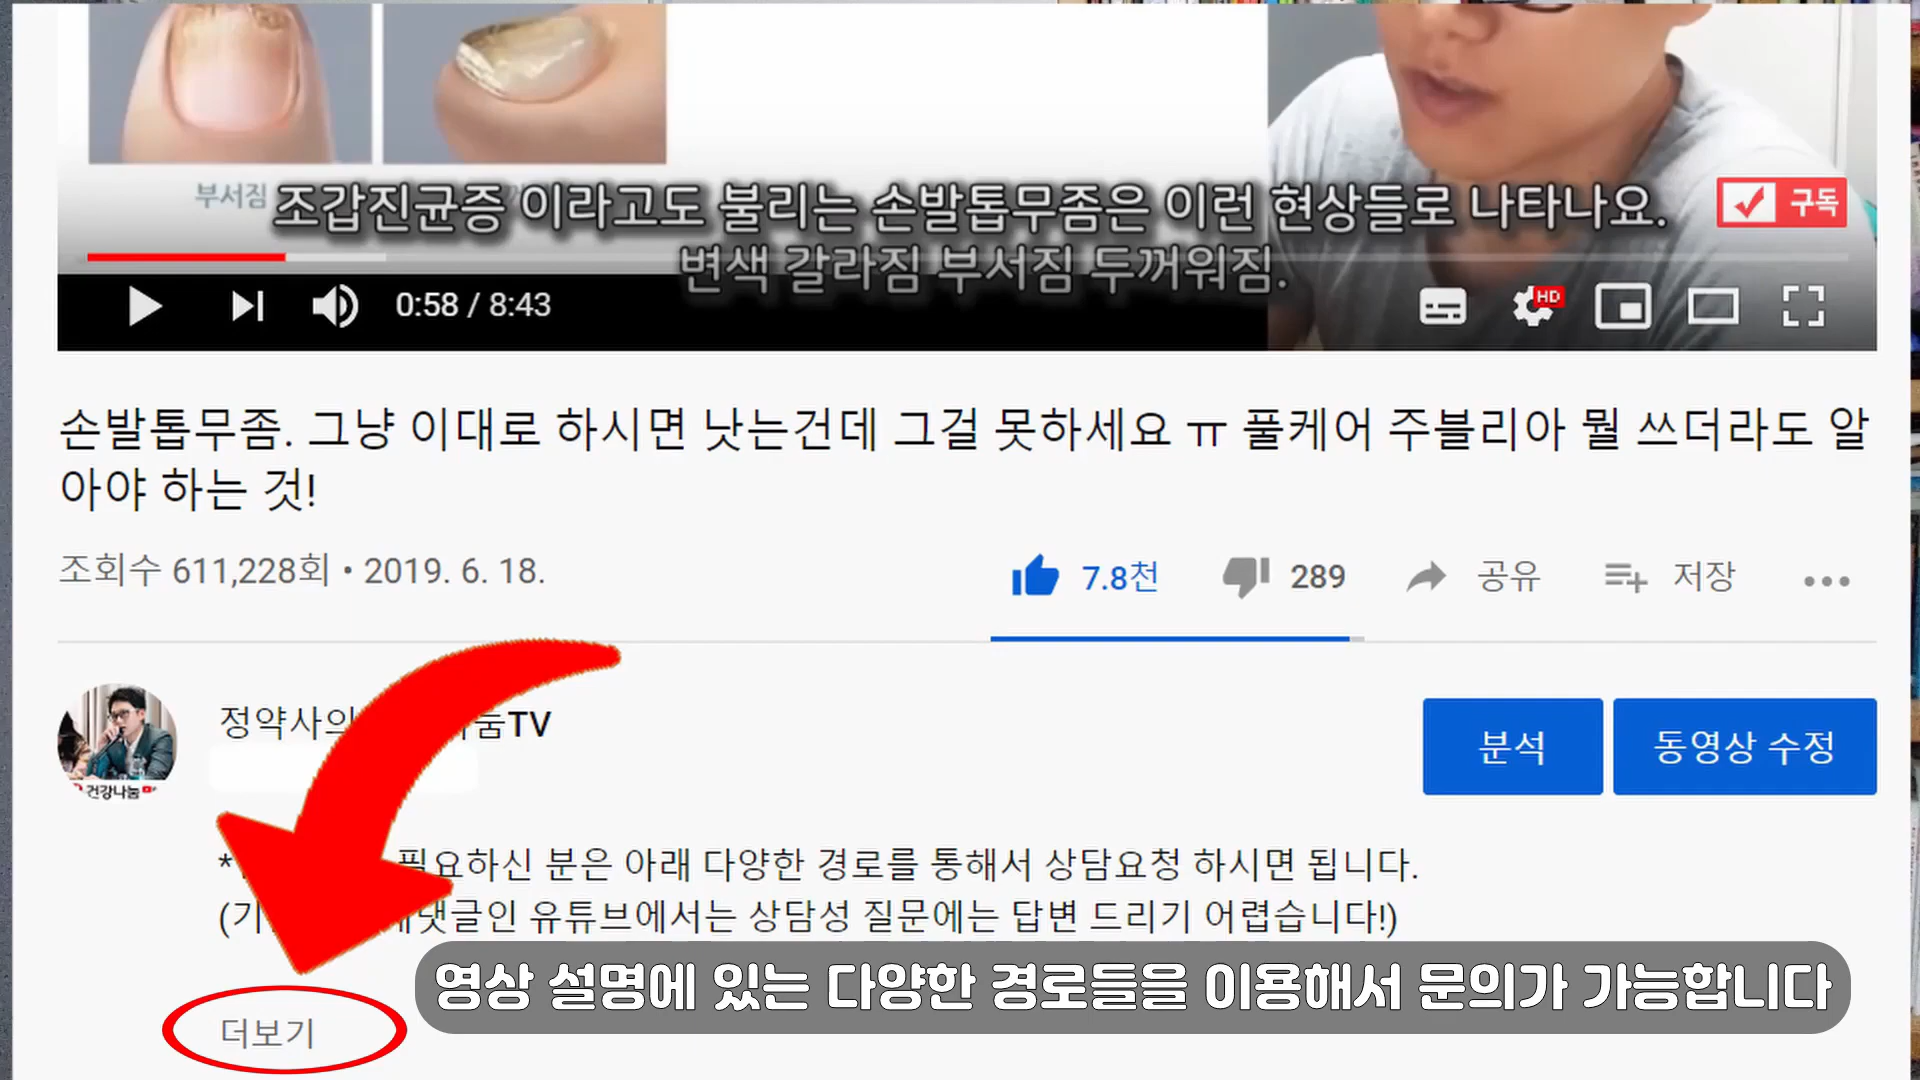 부서짐
조갑진균증 이라고도 불리는 손발톱무좀은 이런 현상들로 나타나요.
변색 갈라짐 부서짐 두꺼워짐.
구독
0:58 / 8:43
HD
손발톱무좀. 그냥 이대로 하시면 낫는건데 그걸 못하세요 ㅠ 풀케어 주블리아 뭘 쓰더라도 알
아야 하는 것!
조회수 611,228회 • 2019. 6. 18.
7.8천 289 공유 저장
정약사의 눔TV
건강나눔
분석 동영상 수정
* 필요하신 분은 아래 다양한 경로를 통해서 상담요청 하시면 됩니다.
(기 댓글인 유튜브에서는 상담성 질문에는 답변 드리기 어렵습니다!)
영상 설명에 있는 다양한 경로들을 이용해서 문의가 가능합니다
더보기